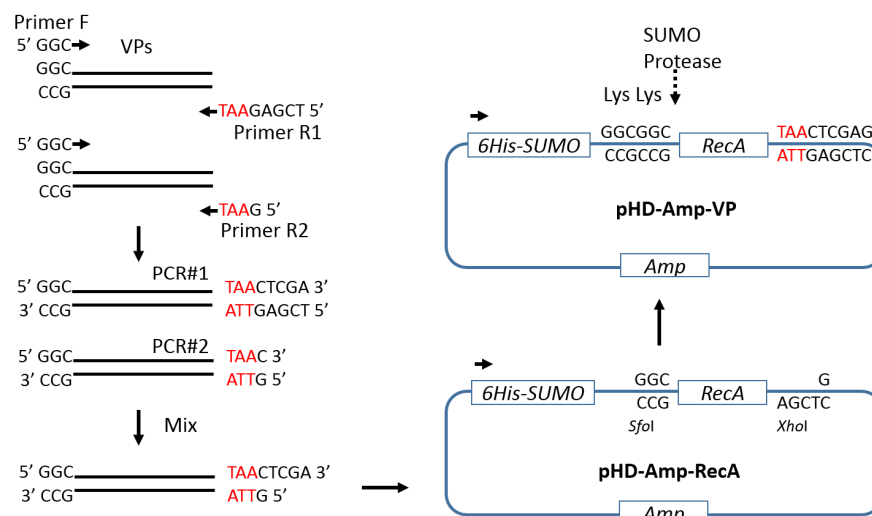 Primer F
5’ GGC
VPs
GGC
CCG
TAAGAGCT 5’
Primer R1
5’ GGC
GGC
CCG
TAAG 5’
Primer R2
PCR#1
5’ GGC
TAACTCGA 3’
3’ CCG
ATTGAGCT 5’
PCR#2
5’ GGC
TAAC 3’
3’ CCG
ATTG 5’
Mix
5’ GGC
TAACTCGA 3’
3’ CCG
ATTG 5’
SUMO
Protease
Lys Lys
6His-SUMO
GGCGGC
CCGCCG
RecA
TAACTCGAG
ATTGAGCTC
pHD-Amp-VP
Amp
6His-SUMO
GGC
CCG
SfoI
RecA
G
AGCTC
XhoI
pHD-Amp-RecA
Amp